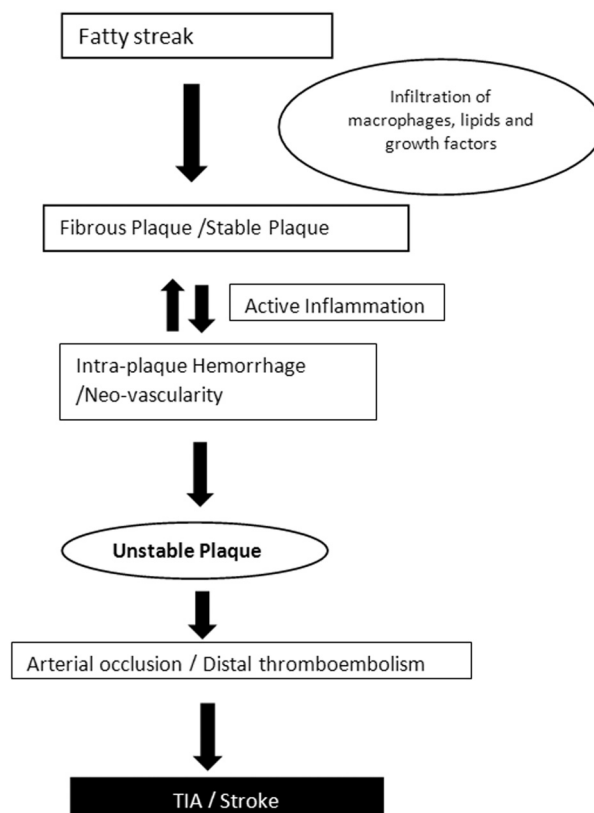 Fatty streak
Infiltration of
macrophages, lipids and
growth factors
Fibrous Plaque /Stable Plaque
Active Inflammation
Intra-plaque Hemorrhage
/Neo-vascularity
Unstable Plaque
Arterial occlusion / Distal thromboembolism
TIA / Stroke